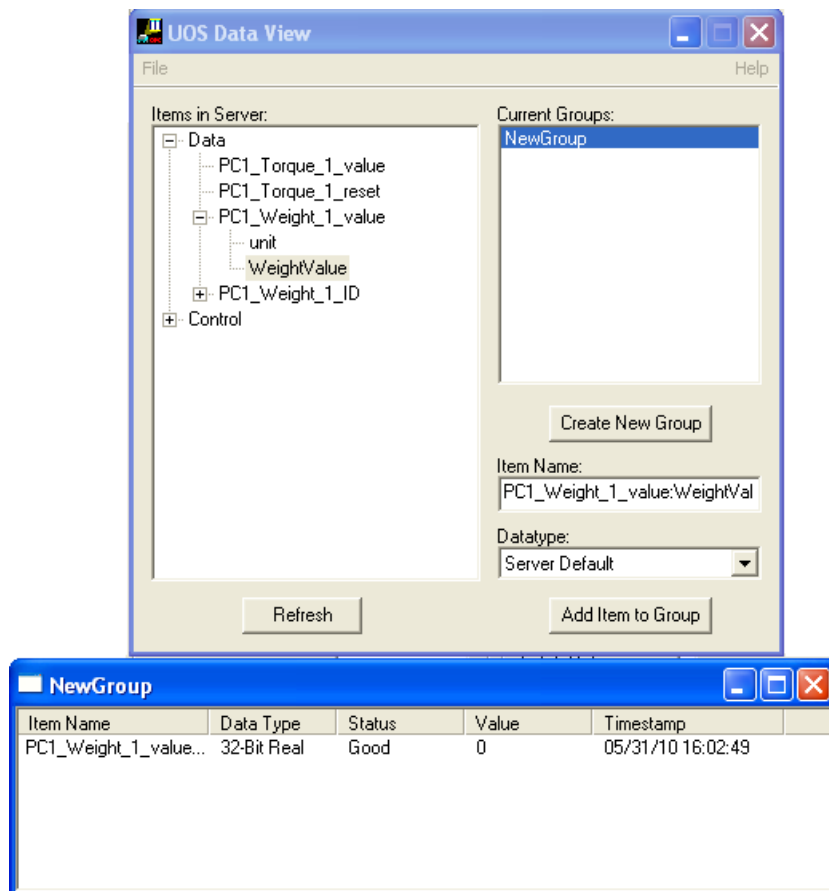 UOS Data View
File Help
Items in Server:
Data
PC1_Torque_1_value
PC1_Torque_1_reset
PC1_Weight_1_value
unit
WeightValue
PC1_Weight_1_ID
Control
Refresh
Current Groups:
NewGroup
Create New Group
Item Name:
PC1_Weight_1_value:WeightVal
Datatype:
Server Default
Add Item to Group
NewGroup
Item Name Data Type Status Value Timestamp
PC1_Weight_1_value... 32-Bit Real Good 0 05/31/10 16:02:49